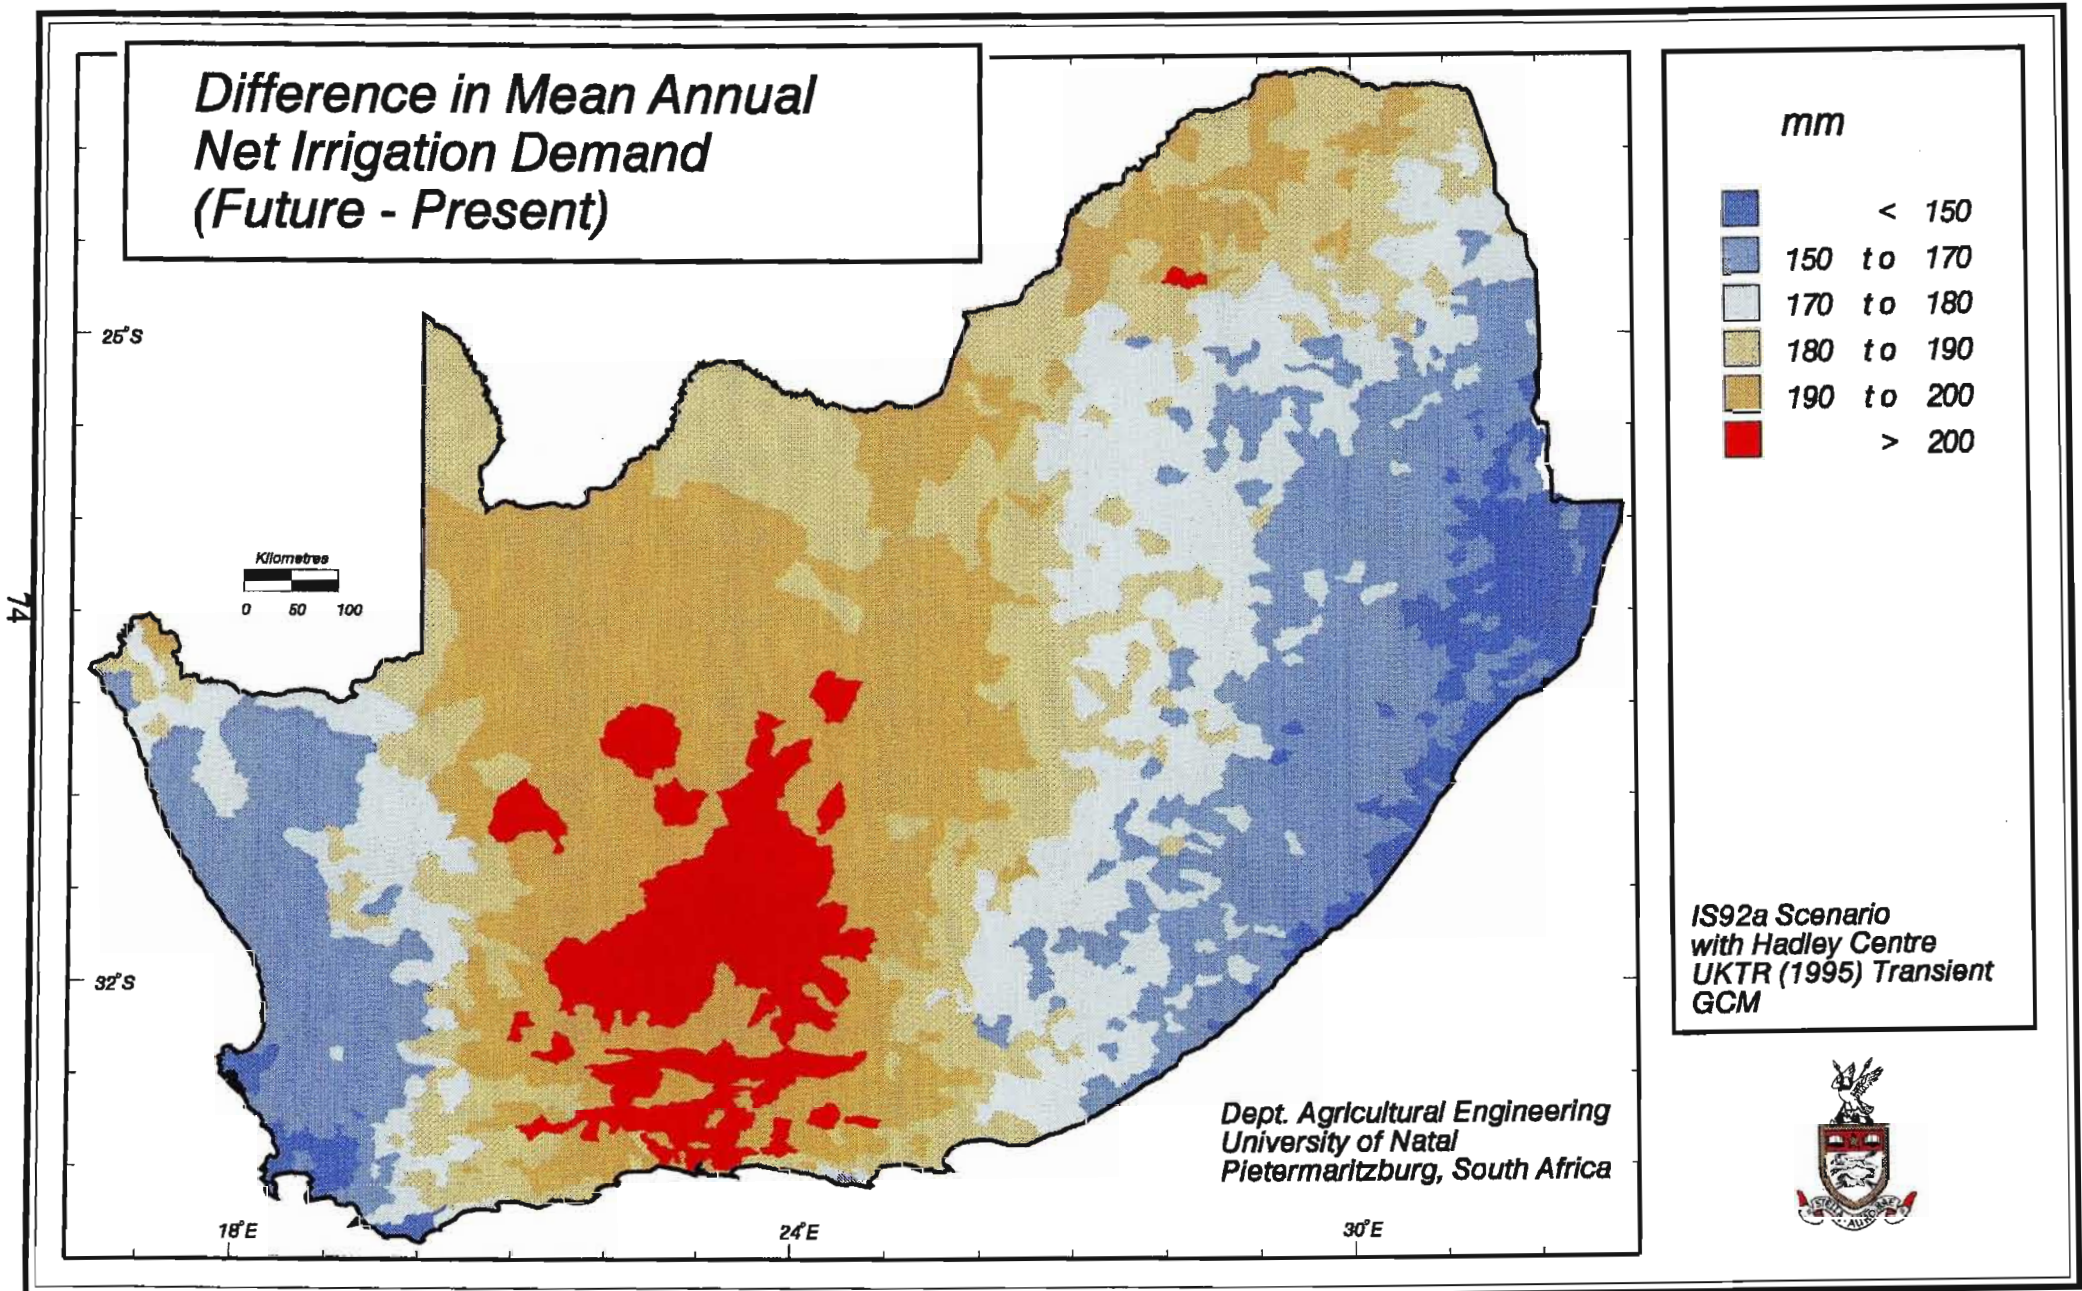 Difference in Mean Annual
Net Irrigation Demand
(Future - Present)
mm
< 150
150 to 170
170 to 180
180 to 190
190 to 200
> 200
25°S
Kilometres
0 50 100
74
32°S
IS92a Scenario
with Hadley Centre
UKTR (1995) Transient
GCM
Dept. Agricultural Engineering
University of Natal
Pietermaritzburg, South Africa
18°E 24°E 30°E